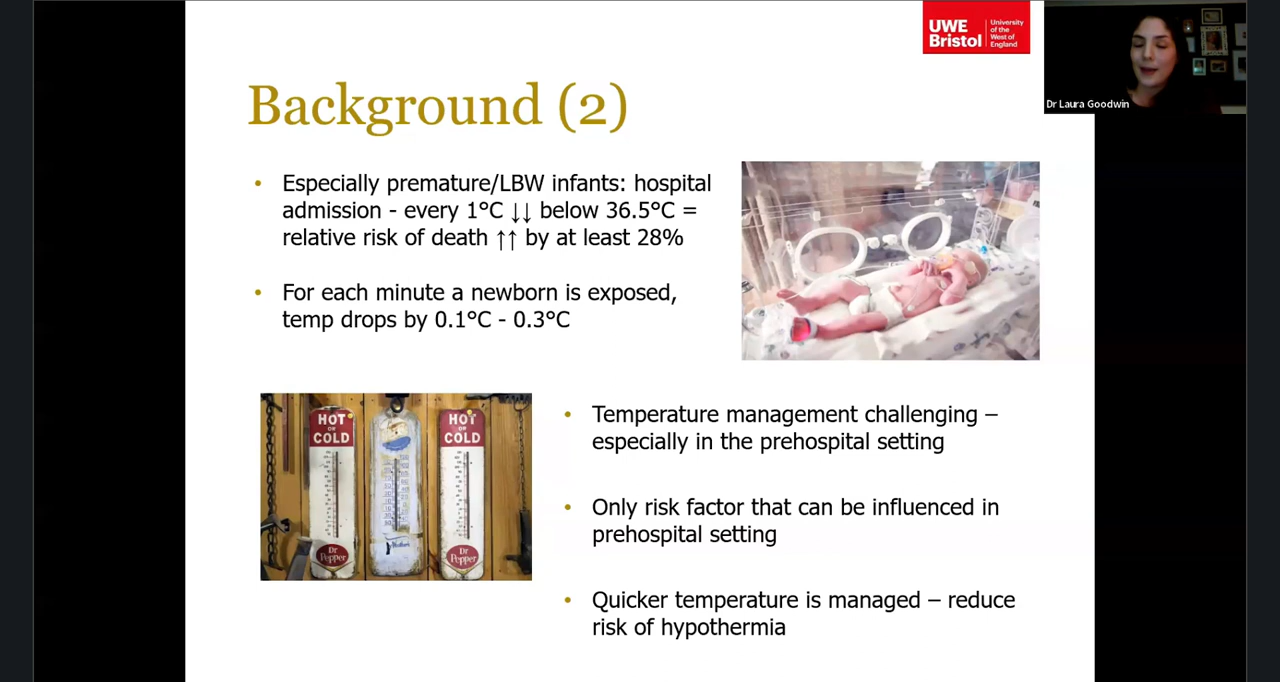 UWE
Bristol
University
of the
West of
England
Dr Laura Goodwin
Background (2)
• Especially premature/LBW infants: hospital
admission - every 1°C ↓↓ below 36.5°C =
relative risk of death ↑↑ by at least 28%
• For each minute a newborn is exposed,
temp drops by 0.1°C - 0.3°C
HOT
OR
COLD
Dr
Pepper
HOT
OR
COLD
Dr
Pepper
• Temperature management challenging –
especially in the prehospital setting
• Only risk factor that can be influenced in
prehospital setting
• Quicker temperature is managed – reduce
risk of hypothermia